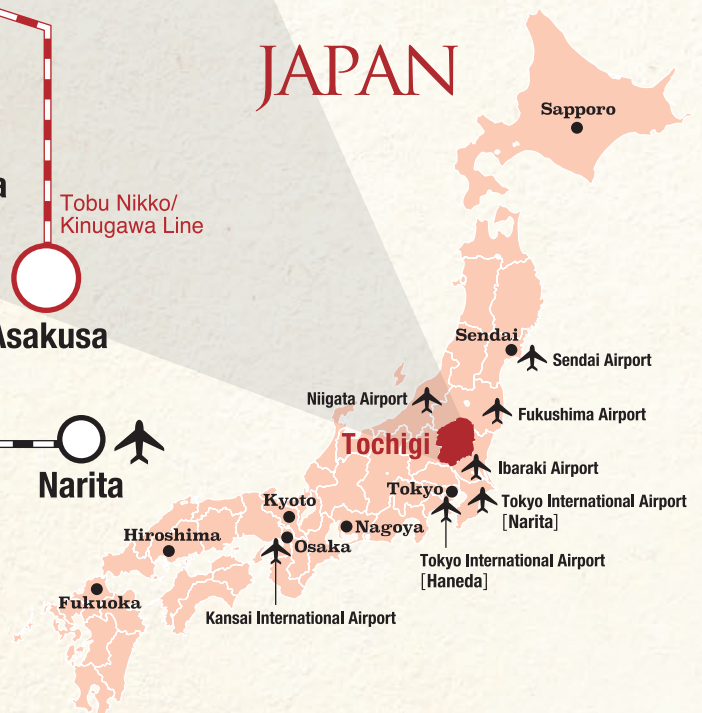 JAPAN
Sapporo
Tobu Nikko/
Kinugawa Line
Asakusa
Sendai
Sendai Airport
Niigata Airport
Fukushima Airport
Tochigi
Ibaraki Airport
Narita
Tokyo
Tokyo International Airport
[Narita]
Kyoto
Nagoya
Hiroshima
Osaka
Tokyo International Airport
[Haneda]
Fukuoka
Kansai International Airport